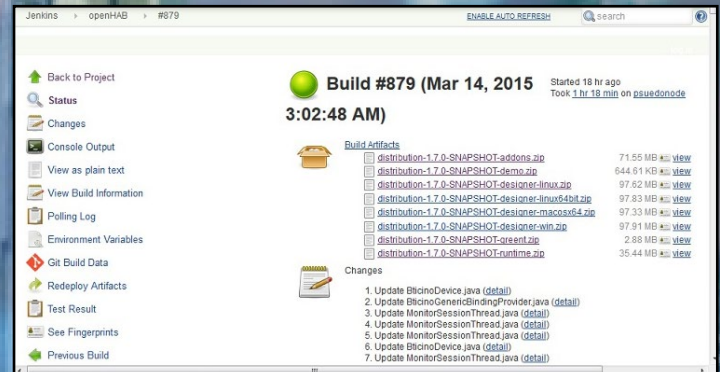 Jenkins › openHAB › #879
ENABLE AUTO REFRESH
search
Back to Project
Status
Changes
Console Output
View as plain text
View Build Information
Polling Log
Environment Variables
Git Build Data
Redeploy Artifacts
Test Result
See Fingerprints
Previous Build
Build #879 (Mar 14, 2015
3:02:48 AM)
Started 18 hr ago
Took 1 hr 18 min on psuedonode
Build Artifacts
distribution-1.7.0-SNAPSHOT-addons.zip 71.55 MB view
distribution-1.7.0-SNAPSHOT-demo.zip 644.61 KB view
distribution-1.7.0-SNAPSHOT-designer-linux.zip 97.62 MB view
distribution-1.7.0-SNAPSHOT-designer-linux64bit.zip 97.83 MB view
distribution-1.7.0-SNAPSHOT-designer-macosx64.zip 97.33 MB view
distribution-1.7.0-SNAPSHOT-designer-win.zip 97.91 MB view
distribution-1.7.0-SNAPSHOT-greent.zip 2.88 MB view
distribution-1.7.0-SNAPSHOT-runtime.zip 35.44 MB view
Changes
1. Update BticinoDevice.java (detail)
2. Update BticinoGenericBindingProvider.java (detail)
3. Update MonitorSessionThread.java (detail)
4. Update MonitorSessionThread.java (detail)
5. Update MonitorSessionThread.java (detail)
6. Update BticinoDevice.java (detail)
7. Update MonitorSessionThread.java (detail)